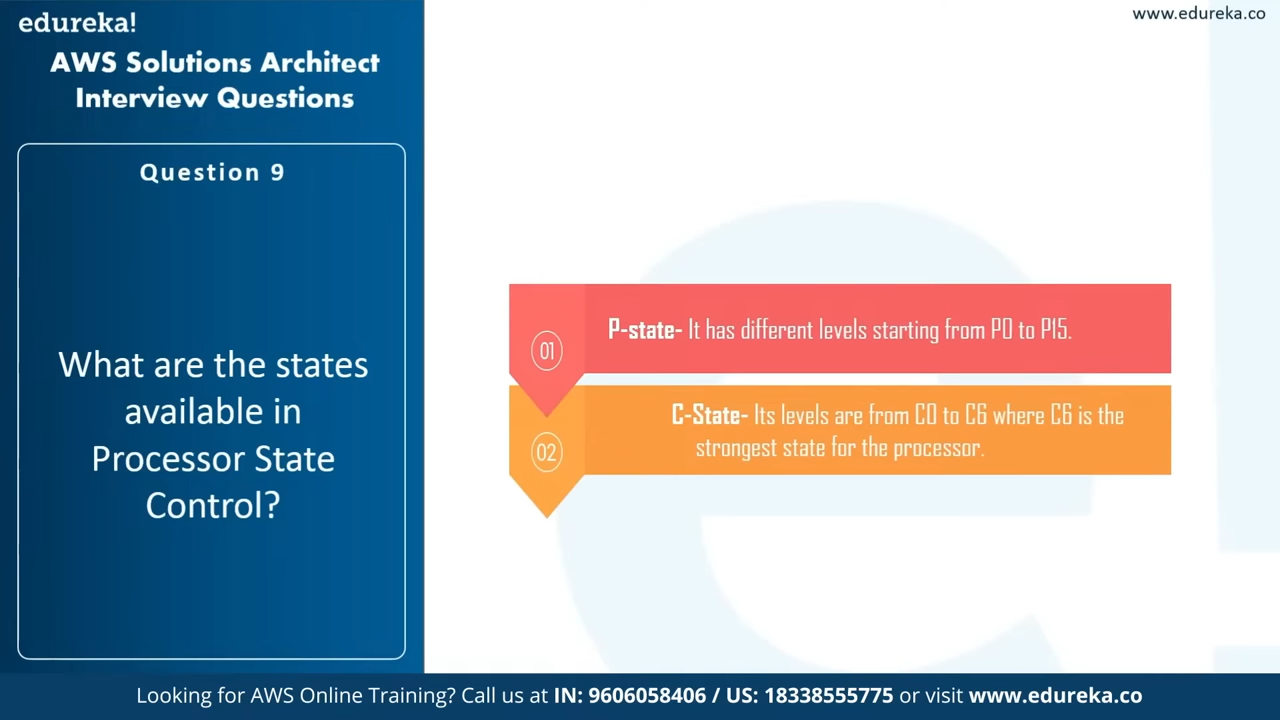 edureka!
www.edureka.co
AWS Solutions Architect
Interview Questions
Question 9
What are the states
available in
Processor State
Control?
01
P-state- It has different levels starting from P0 to P15.
02
C-State- Its levels are from C0 to C6 where C6 is the
strongest state for the processor.
Looking for AWS Online Training? Call us at IN: 9606058406 / US: 18338555775 or visit www.edureka.co